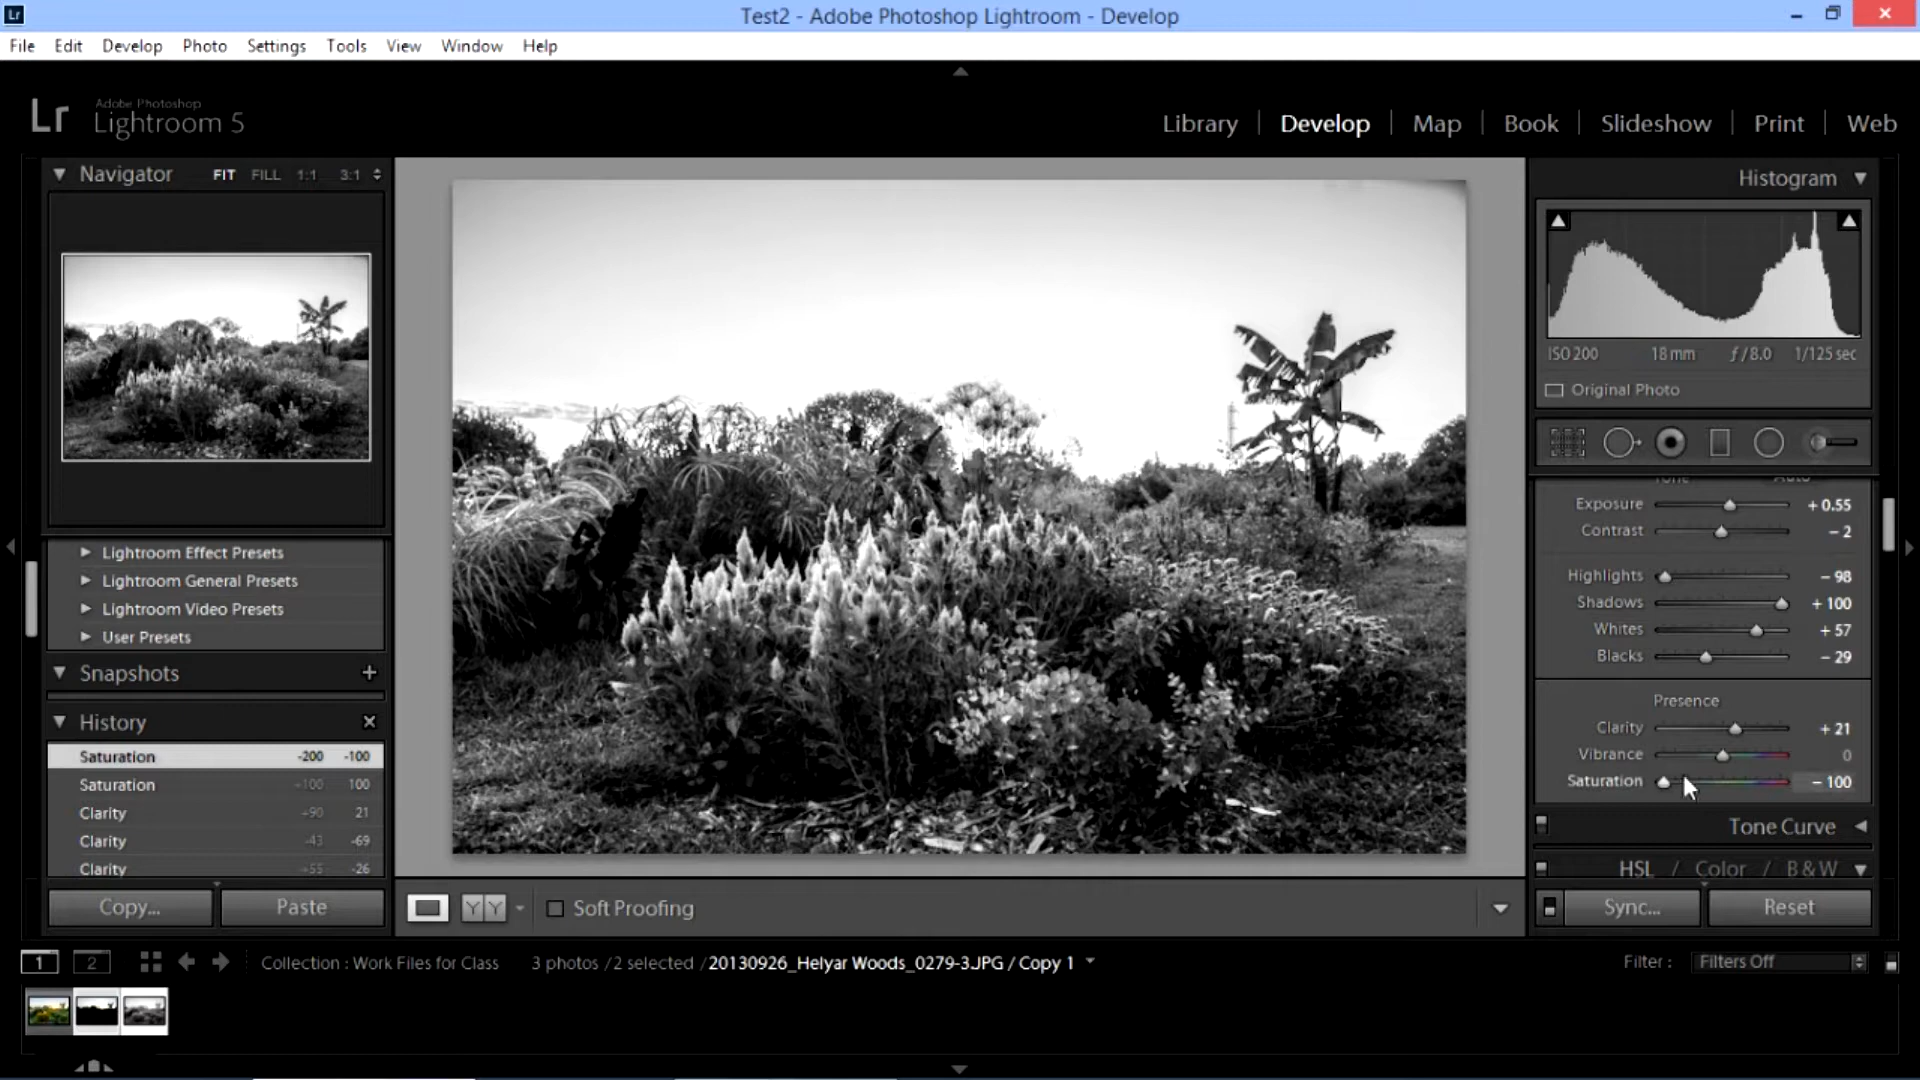 Lr
Test2 - Adobe Photoshop Lightroom - Develop
File Edit Develop Photo Settings Tools View Window Help
Lr
Adobe Photoshop
Lightroom 5
Library Develop Map Book Slideshow Print Web
Navigator FIT FILL 1:1 3:1
Lightroom Effect Presets
Lightroom General Presets
Lightroom Video Presets
User Presets
Snapshots +
History
Saturation -200 -100
Saturation +100 100
Clarity +90 21
Clarity -43 -69
Clarity +55 -26
Copy... Paste
Soft Proofing
Histogram
ISO 200 18 mm ƒ / 8.0 1/125 sec
Original Photo
Tone Auto
Exposure + 0.55
Contrast – 2
Highlights – 98
Shadows + 100
Whites + 57
Blacks – 29
Presence
Clarity + 21
Vibrance 0
Saturation – 100
Tone Curve
HSL / Color / B & W
Sync... Reset
1 2 Collection : Work Files for Class 3 photos / 2 selected / 20130926_Helyar Woods_0279-3.JPG / Copy 1 Filter : Filters Off